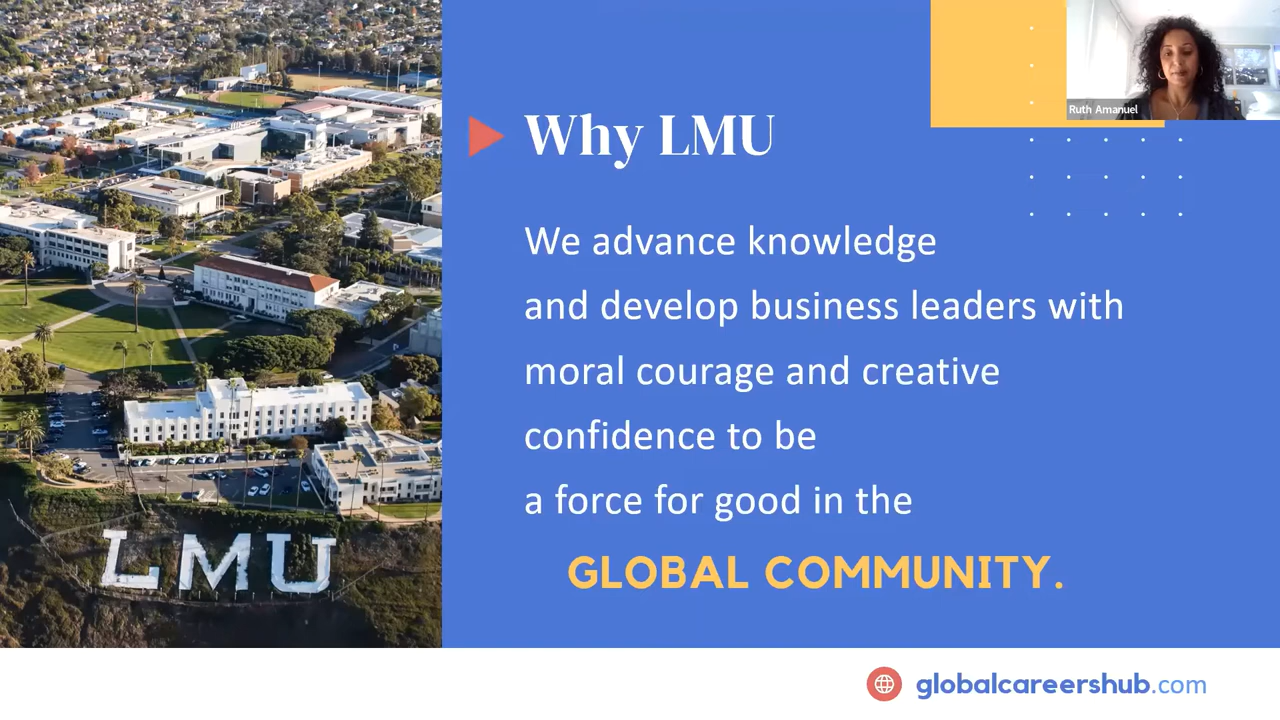 Ruth Amanuel
Why LMU
We advance knowledge
and develop business leaders with
moral courage and creative
confidence to be
a force for good in the
GLOBAL COMMUNITY.
LMU
globalcareershub.com